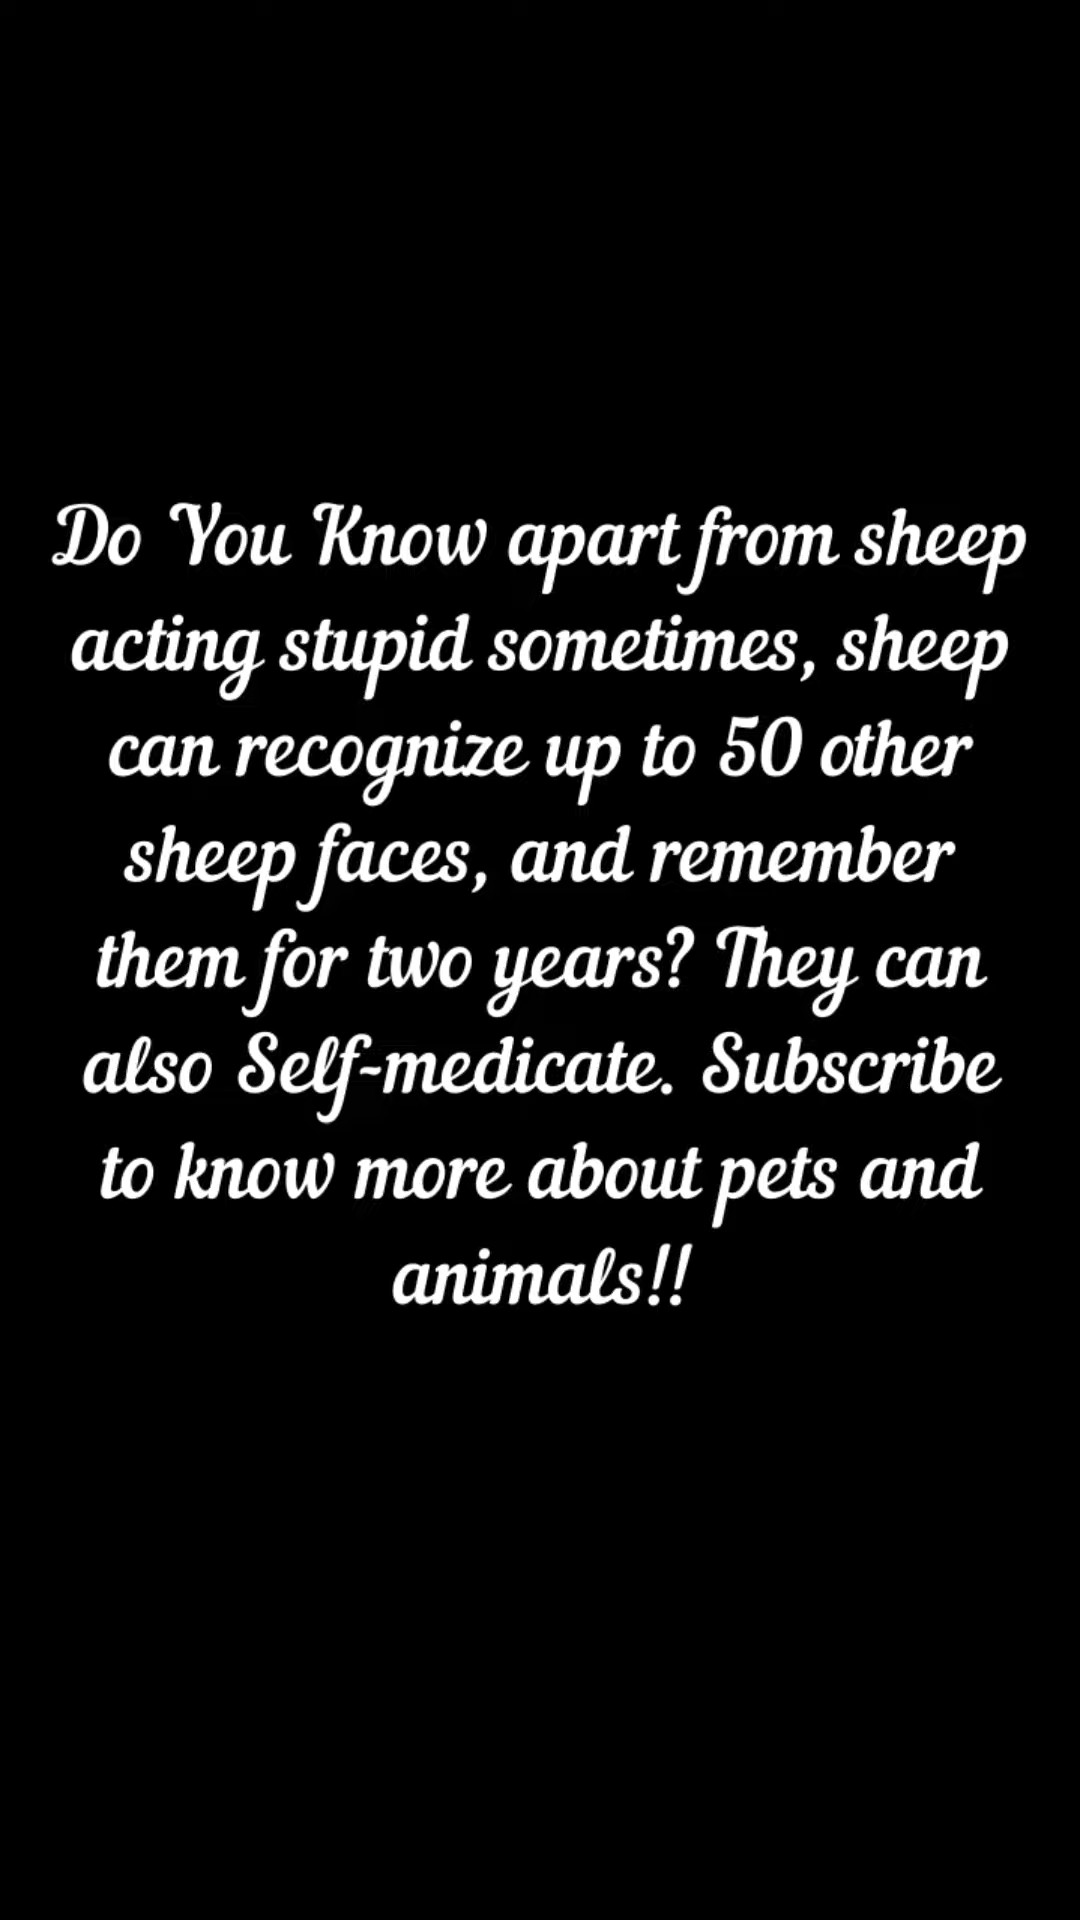 Do You Know apart from sheep
acting stupid sometimes, sheep
can recognize up to 50 other
sheep faces, and remember
them for two years? They can
also Self-medicate. Subscribe
to know more about pets and
animals!!